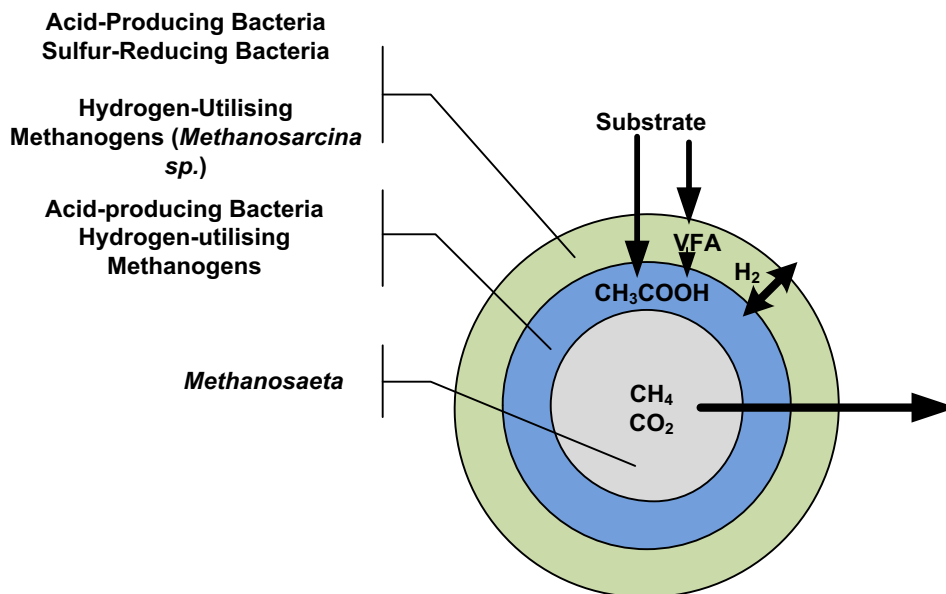 Acid-Producing Bacteria
Sulfur-Reducing Bacteria
Hydrogen-Utilising
Methanogens (Methanosarcina
sp.)
Acid-producing Bacteria
Hydrogen-utilising
Methanogens
Methanosaeta
Substrate
VFA
H₂
CH₃COOH
CH₄
CO₂